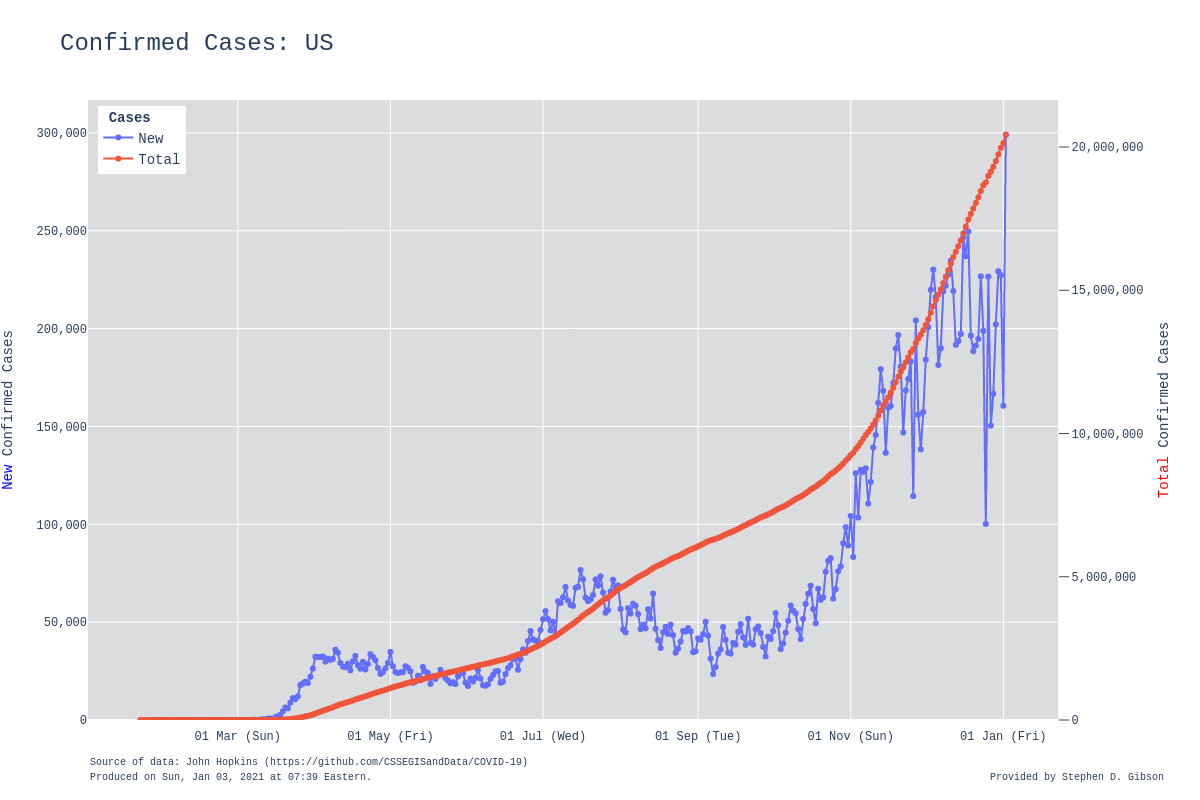 Confirmed Cases: US
Cases
New
Total
300,000
250,000
200,000
150,000
100,000
50,000
0
20,000,000
15,000,000
10,000,000
5,000,000
0
New Confirmed Cases
Total Confirmed Cases
01 Mar (Sun) 01 May (Fri) 01 Jul (Wed) 01 Sep (Tue) 01 Nov (Sun) 01 Jan (Fri)
Source of data: John Hopkins (https://github.com/CSSEGISandData/COVID-19)
Produced on Sun, Jan 03, 2021 at 07:39 Eastern.
Provided by Stephen D. Gibson